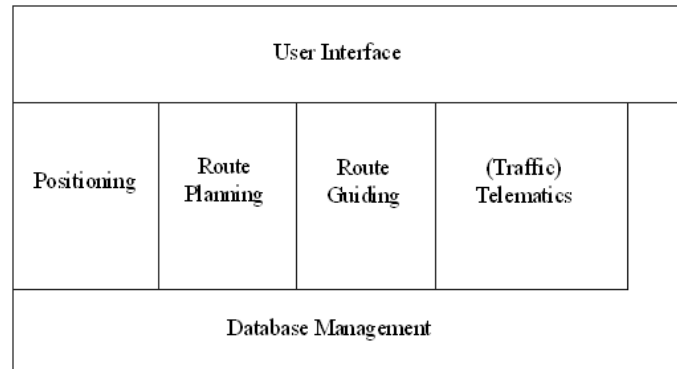 User Interface
Positioning
Route
Planning
Route
Guiding
(Traffic)
Telematics
Database Management